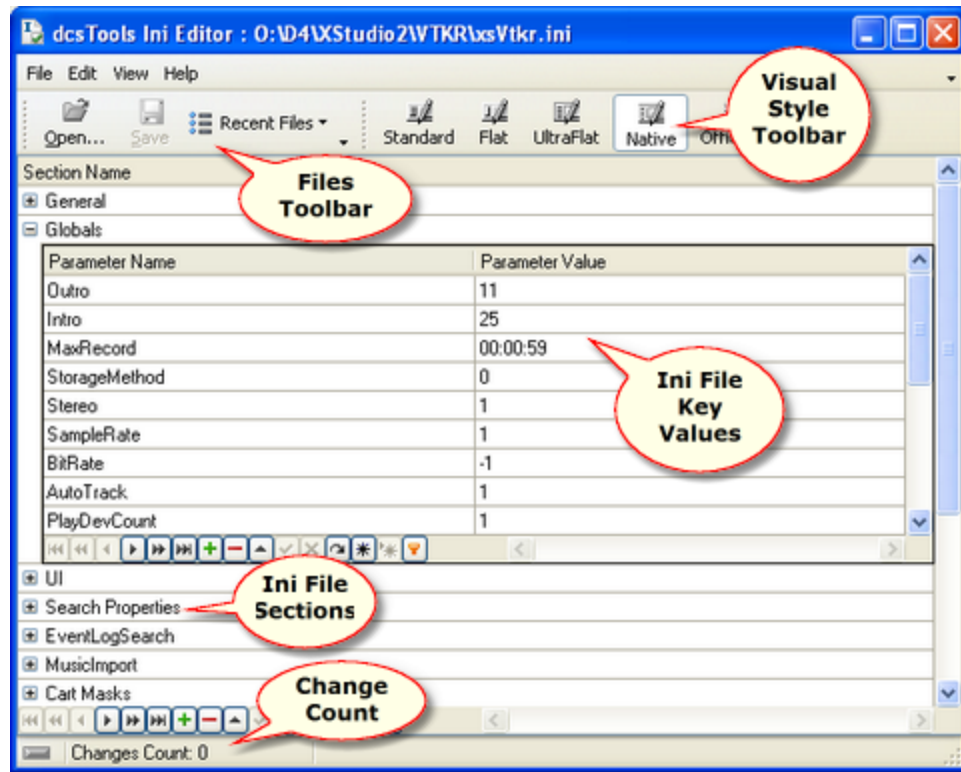 dcsTools Ini Editor : O:\D4\XStudio2\VTKR\xsVtkr.ini
File Edit View Help
Open... Save Recent Files Standard Flat UltraFlat Native
Visual
Style
Toolbar
Files
Toolbar
Section Name
General
Globals
Parameter Name Parameter Value
Outro 11
Intro 25
MaxRecord 00:00:59
StorageMethod 0
Stereo 1
SampleRate 1
BitRate -1
AutoTrack 1
PlayDevCount 1
Ini File
Key
Values
UI
Search Properties
EventLogSearch
MusicImport
Cart Masks
Ini File
Sections
Change
Count
Changes Count: 0